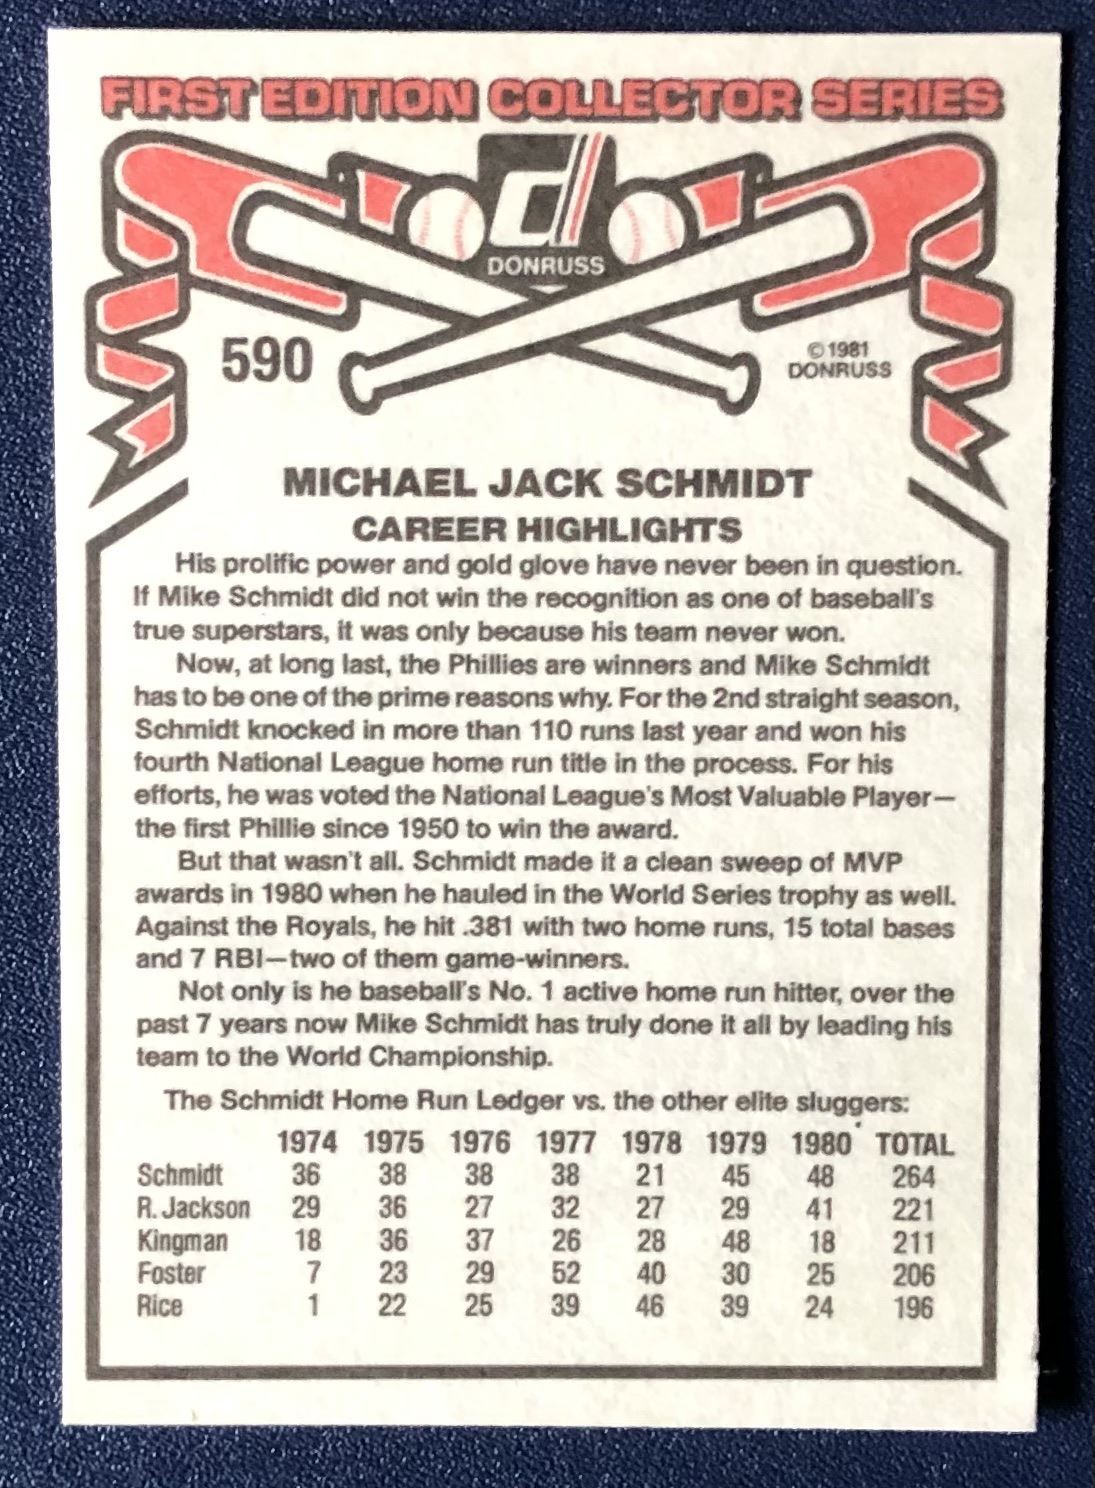 FIRST EDITION COLLECTOR SERIES
d
DONRUSS
590
©1981
DONRUSS
MICHAEL JACK SCHMIDT
CAREER HIGHLIGHTS
His prolific power and gold glove have never been in question.
If Mike Schmidt did not win the recognition as one of baseball's
true superstars, it was only because his team never won.
Now, at long last, the Phillies are winners and Mike Schmidt
has to be one of the prime reasons why. For the 2nd straight season,
Schmidt knocked in more than 110 runs last year and won his
fourth National League home run title in the process. For his
efforts, he was voted the National League's Most Valuable Player—
the first Phillie since 1950 to win the award.
But that wasn't all. Schmidt made it a clean sweep of MVP
awards in 1980 when he hauled in the World Series trophy as well.
Against the Royals, he hit .381 with two home runs, 15 total bases
and 7 RBI—two of them game-winners.
Not only is he baseball's No. 1 active home run hitter, over the
past 7 years now Mike Schmidt has truly done it all by leading his
team to the World Championship.
The Schmidt Home Run Ledger vs. the other elite sluggers:
1974 1975 1976 1977 1978 1979 1980 TOTAL
Schmidt 36 38 38 38 21 45 48 264
R. Jackson 29 36 27 32 27 29 41 221
Kingman 18 36 37 26 28 48 18 211
Foster 7 23 29 52 40 30 25 206
Rice 1 22 25 39 46 39 24 196